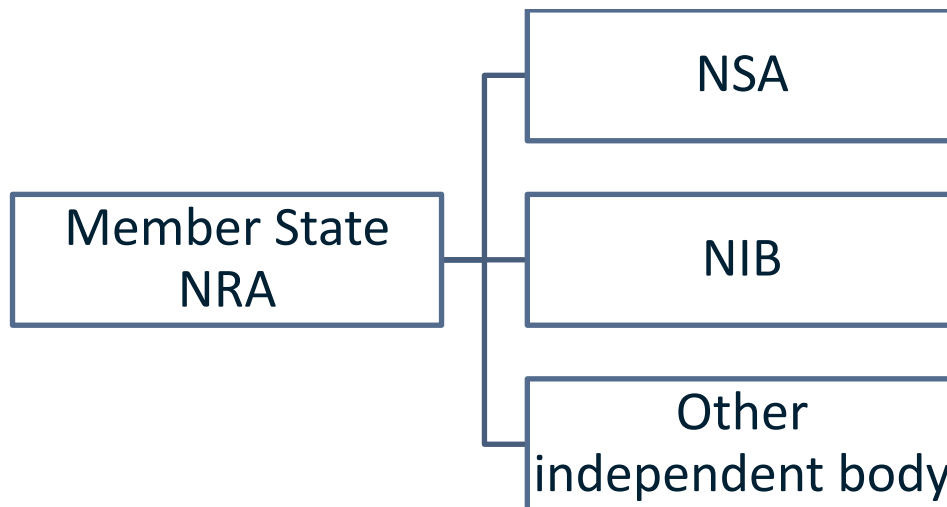 NSA
Member State
NRA
NIB
Other
independent body